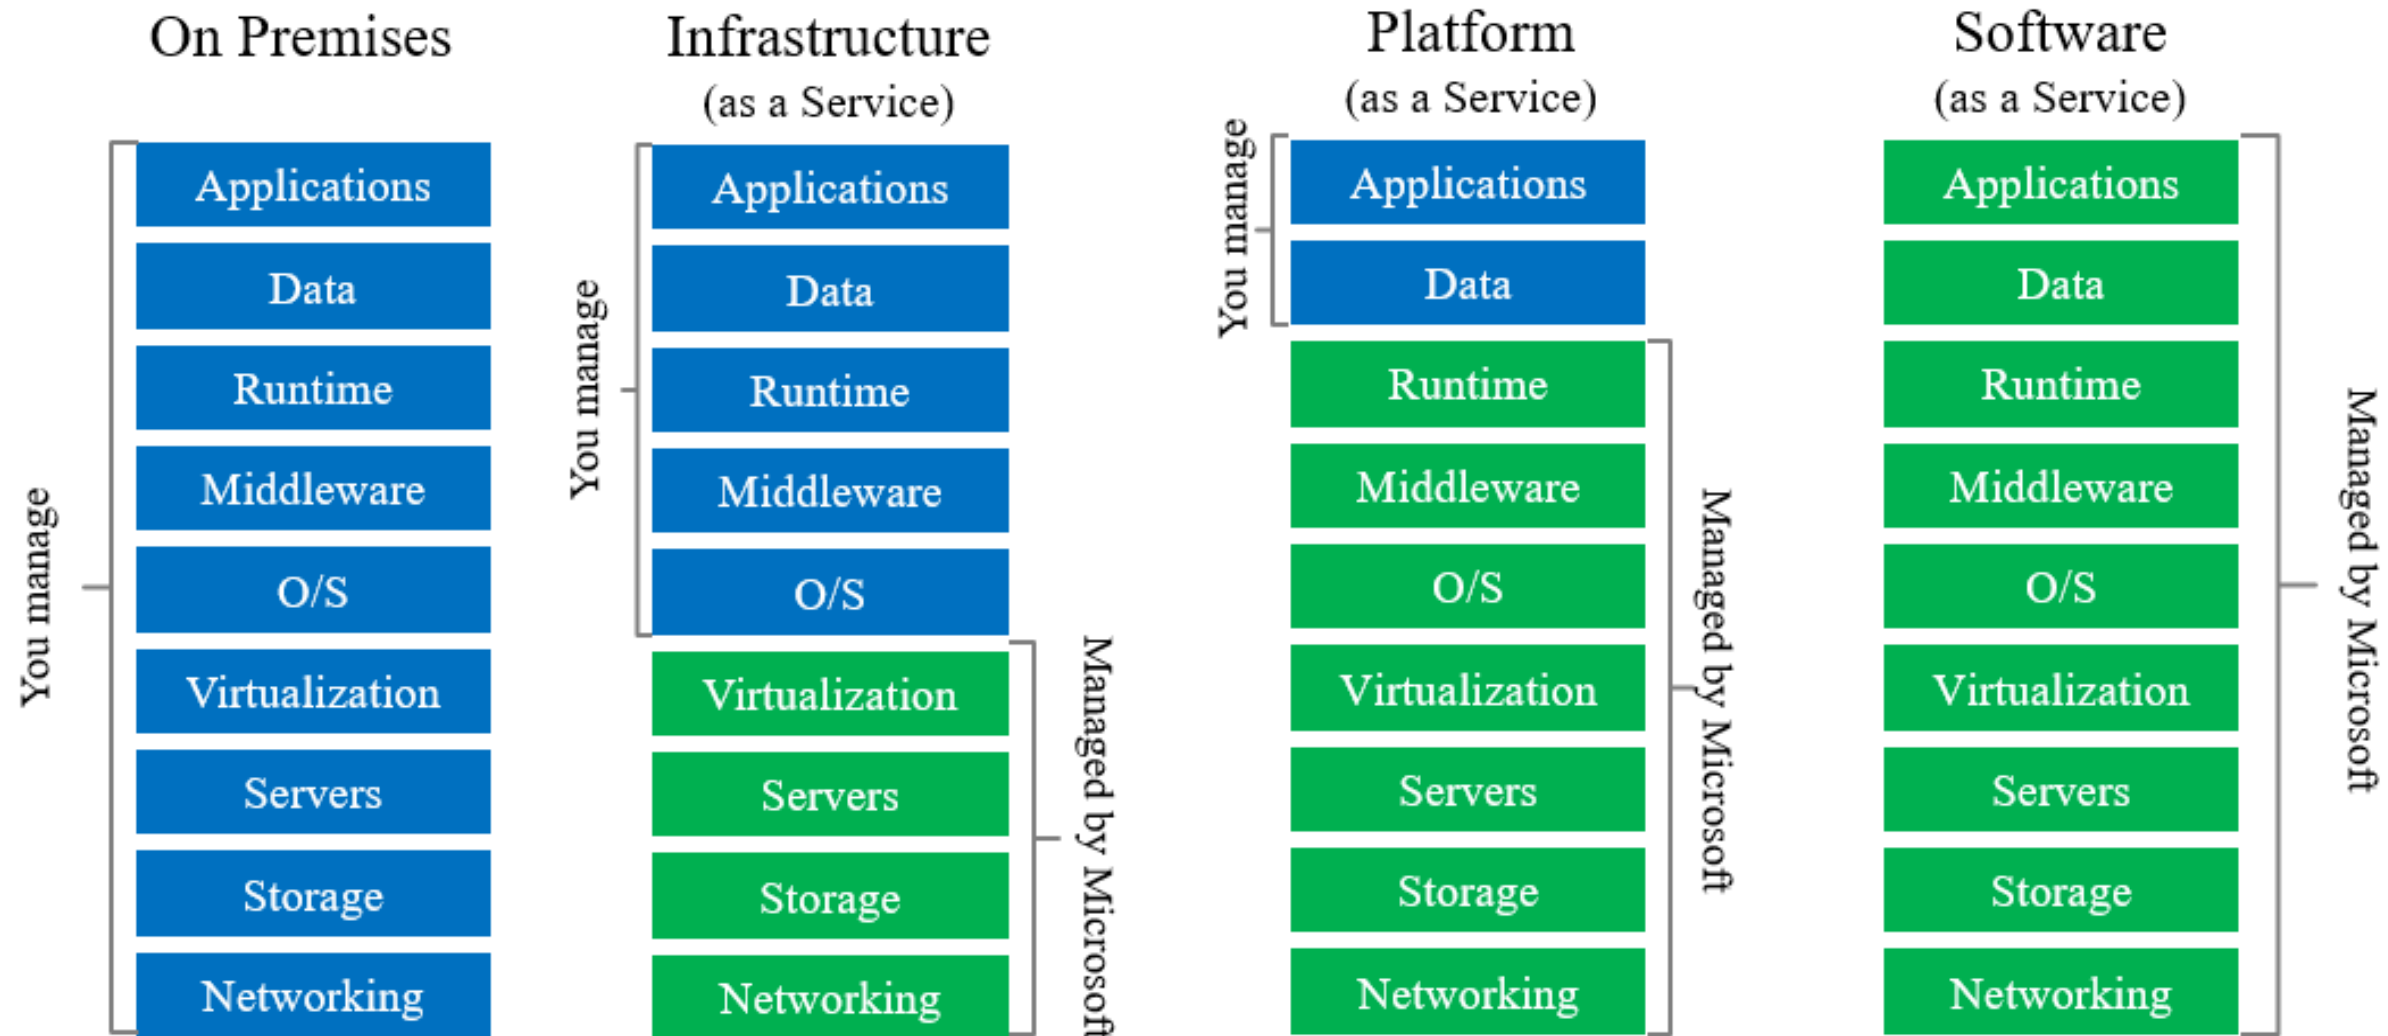 On Premises
You manage
Applications
Data
Runtime
Middleware
O/S
Virtualization
Servers
Storage
Networking
Infrastructure
(as a Service)
You manage
Applications
Data
Runtime
Middleware
O/S
Virtualization
Servers
Storage
Networking
Managed by Microsoft
Platform
(as a Service)
You manage
Applications
Data
Runtime
Middleware
O/S
Virtualization
Servers
Storage
Networking
Managed by Microsoft
Software
(as a Service)
Applications
Data
Runtime
Middleware
O/S
Virtualization
Servers
Storage
Networking
Managed by Microsoft